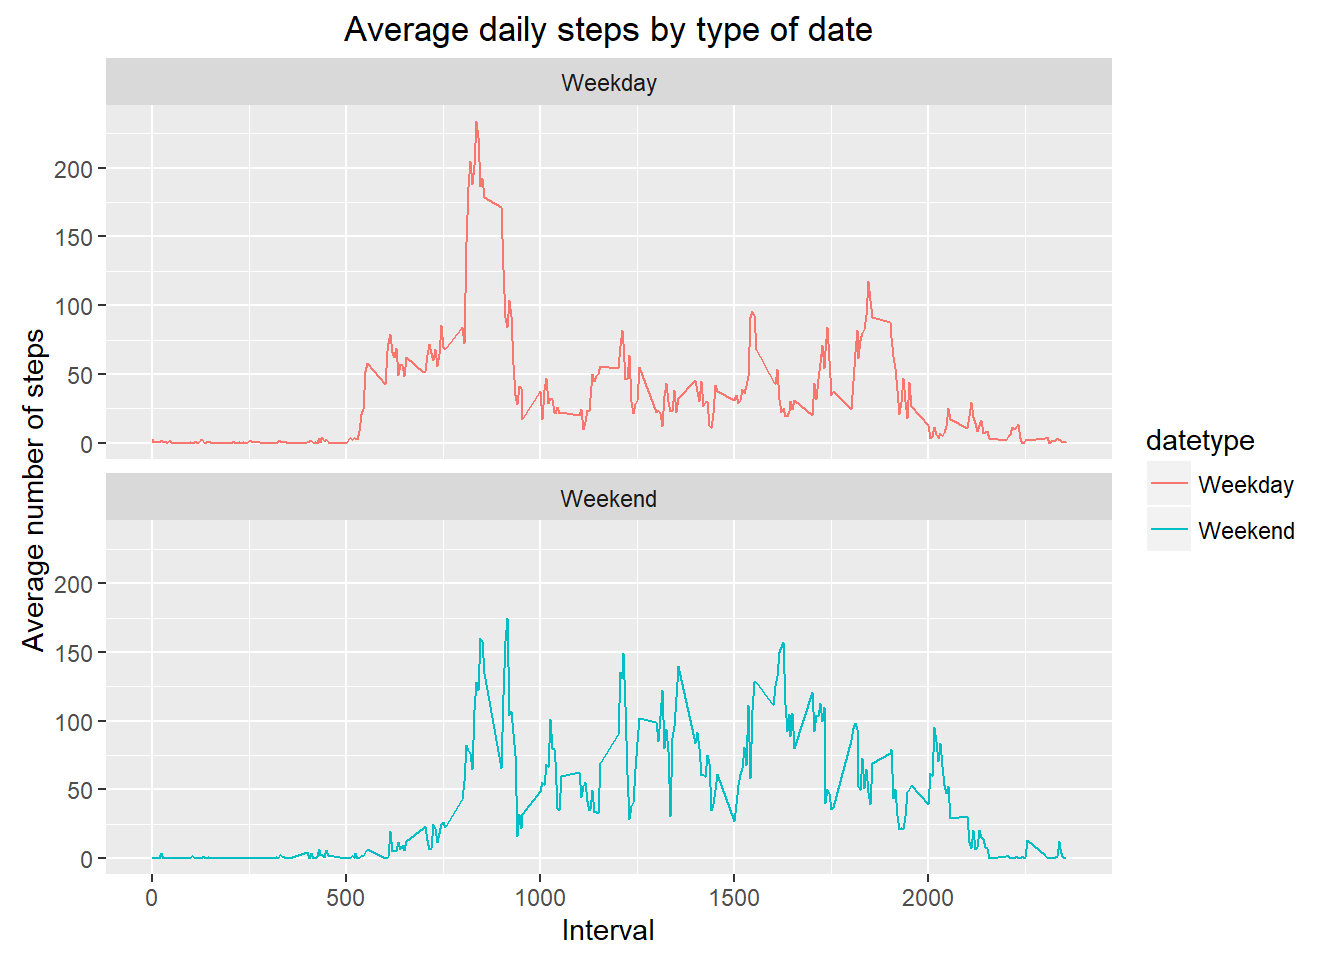 Average daily steps by type of date
Weekday
200
150
100
50
0
Weekend
200
150
100
50
0
0 500 1000 1500 2000
Interval
Average number of steps
datetype
Weekday
Weekend